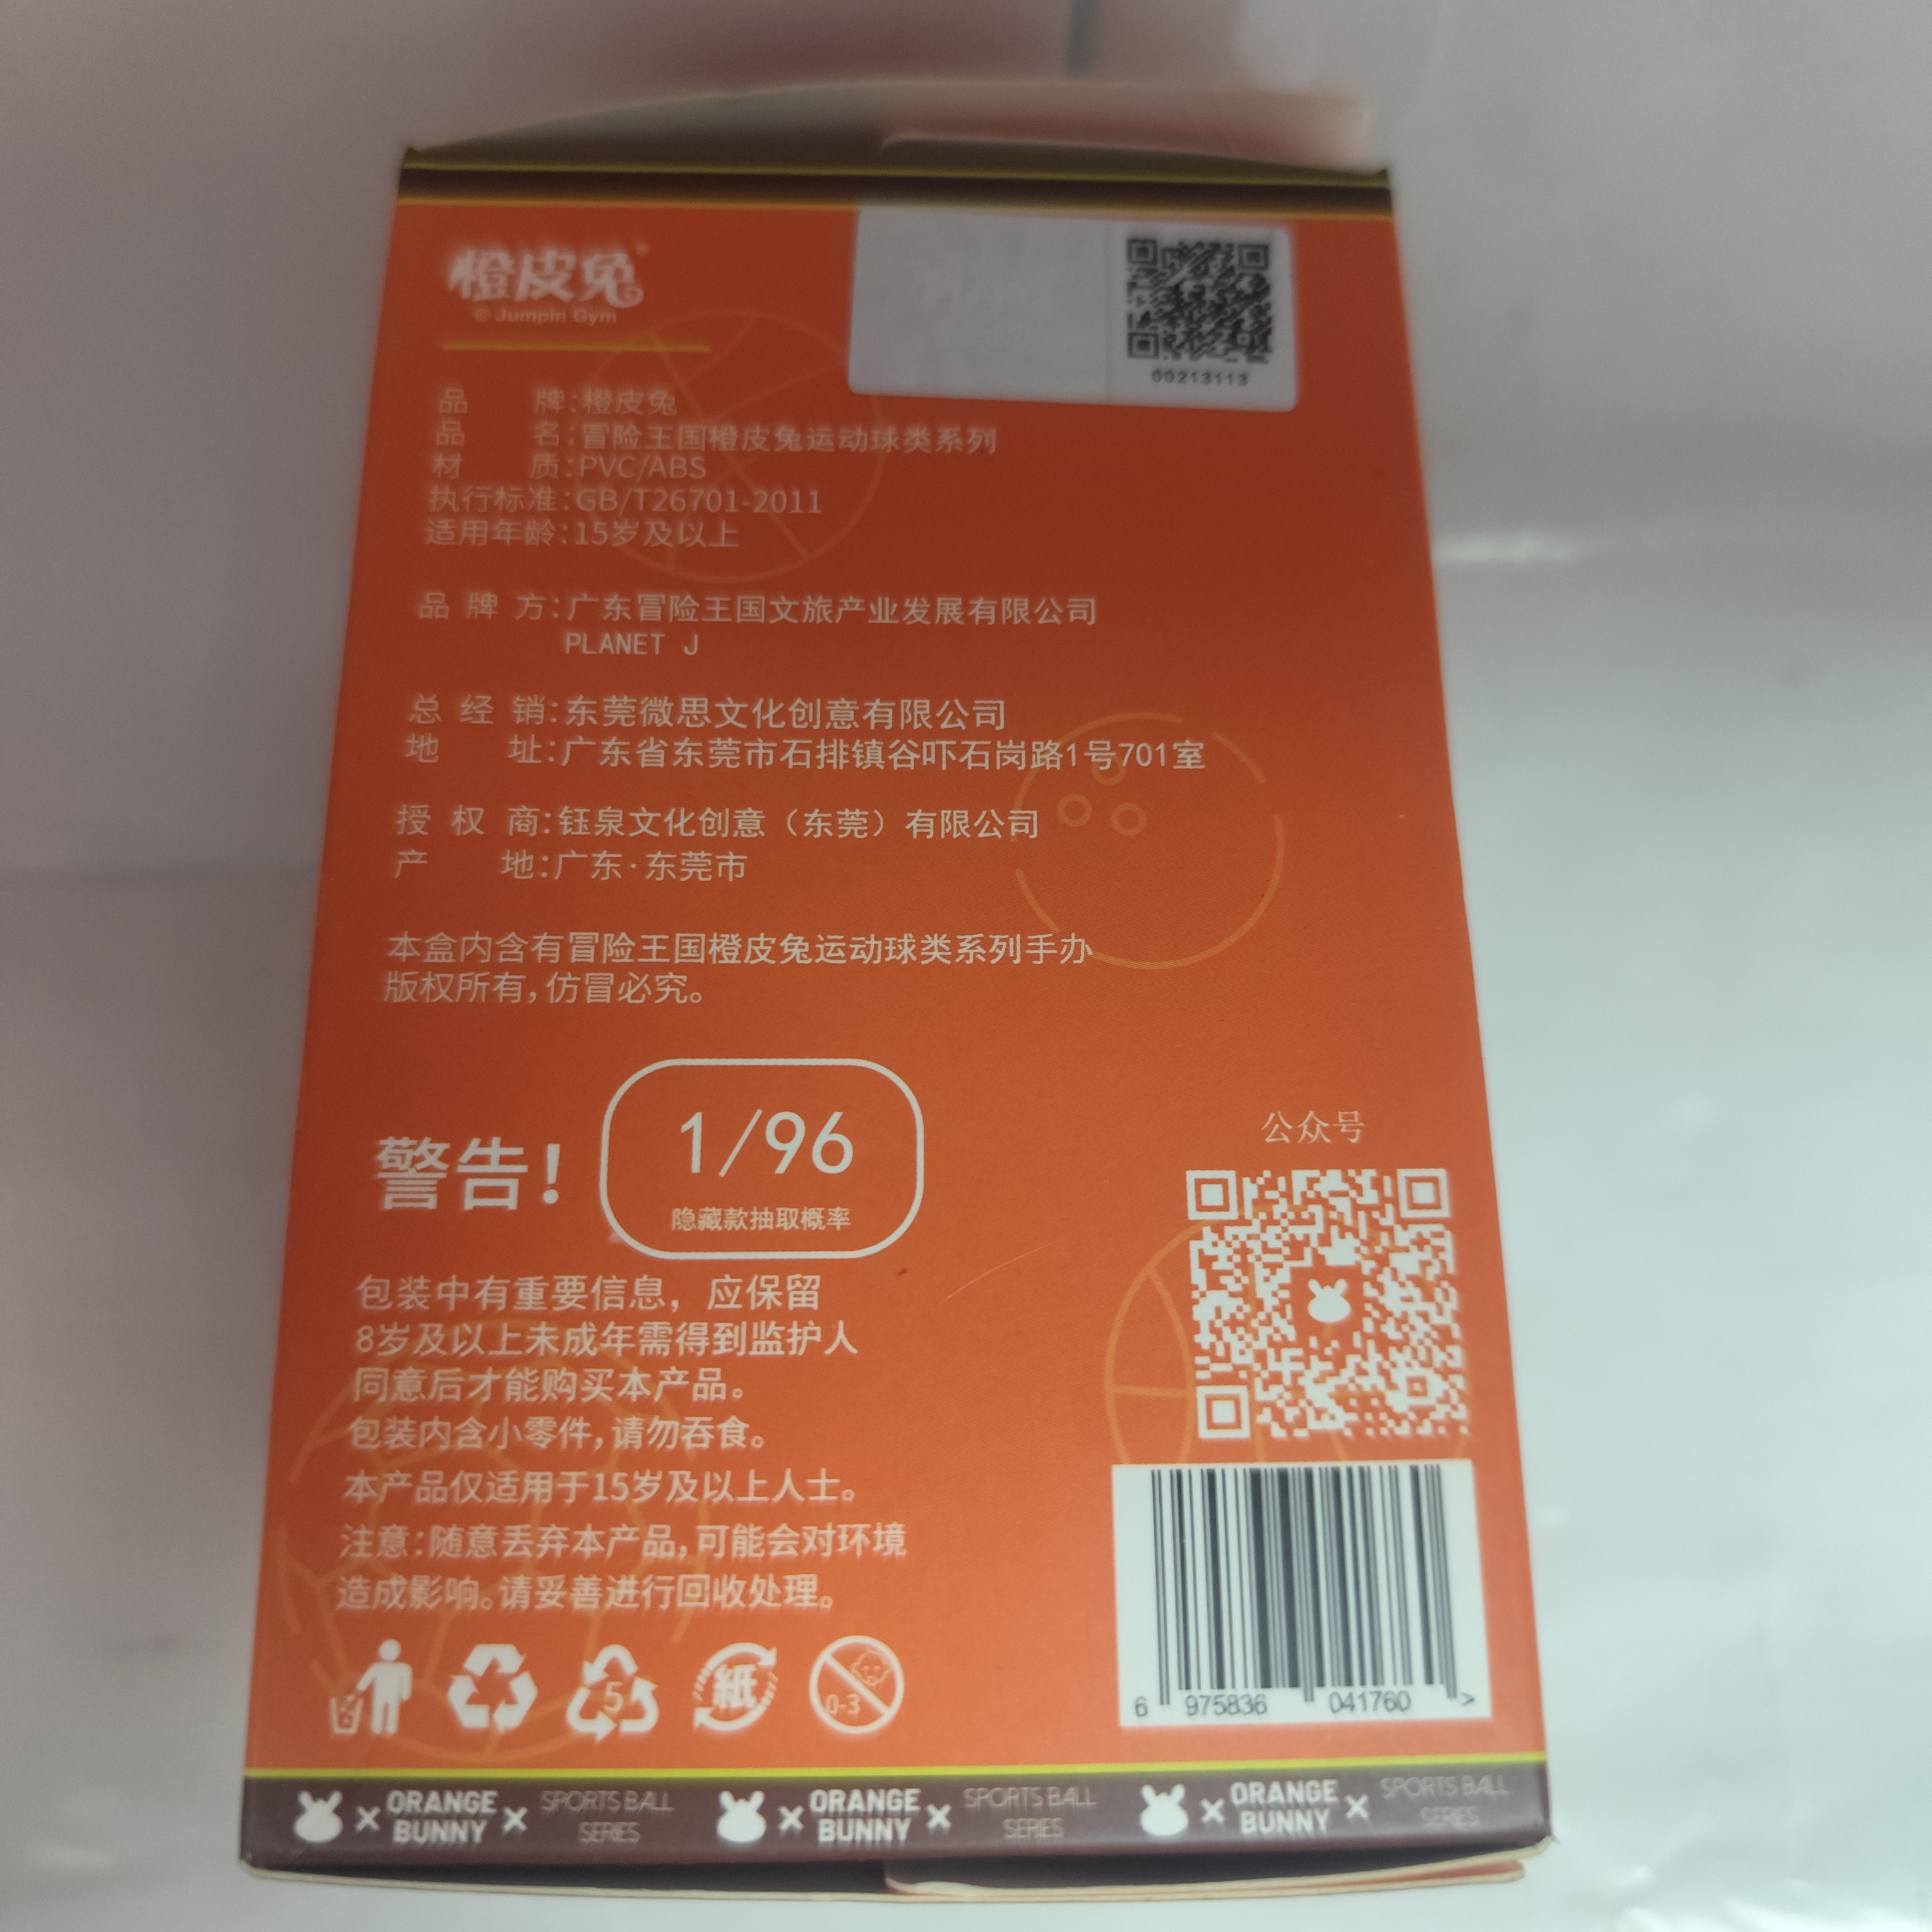 橙皮兔
© Jumpin Gym
00213113
品牌:橙皮兔
品名:冒险王国橙皮兔运动球类系列
材质:PVC/ABS
执行标准:GB/T26701-2011
适用年龄:15岁及以上
品牌方:广东冒险王国文旅产业发展有限公司
PLANET J
总经销:东莞微思文化创意有限公司
地址:广东省东莞市石排镇谷吓石岗路1号701室
授权商:钰泉文化创意（东莞）有限公司
产地:广东·东莞市
本盒内含有冒险王国橙皮兔运动球类系列手办
版权所有,仿冒必究。
警告!
1/96
隐藏款抽取概率
公众号
包装中有重要信息，应保留
8岁及以上未成年需得到监护人
同意后才能购买本产品。
包装内含小零件,请勿吞食。
本产品仅适用于15岁及以上人士。
注意:随意丢弃本产品,可能会对环境
造成影响。请妥善进行回收处理。
5
紙
0-3
6 975836 041760 >
× ORANGE BUNNY × SPORTS BALL SERIES
× ORANGE BUNNY × SPORTS BALL SERIES
× ORANGE BUNNY × SPORTS BALL SERIES